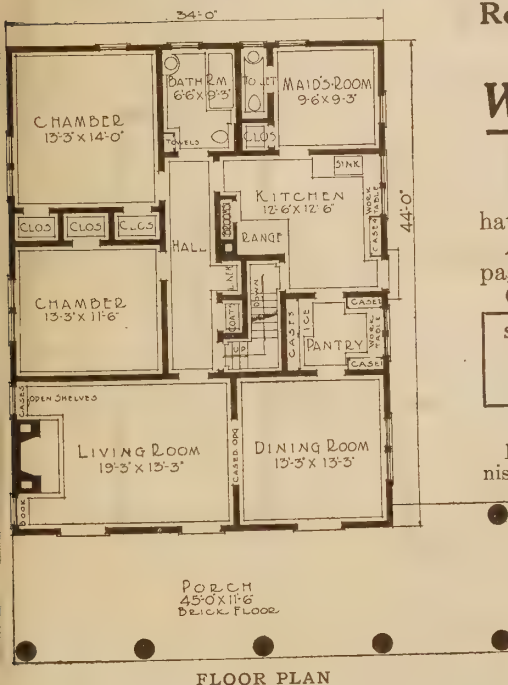 34'-0"
Re
W
BATH RM
6'-6" X 9'-3"
TOILET
MAID'S ROOM
9'-6" X 9'-3"
CHAMBER
13'-3" X 14'-0"
TOWELS
CLOS
SINK
KITCHEN
12'-6" X 12'-6"
WORK TABLE
CASES
44'-0"
CLOS
CLOS
CLOS
HALL
BROOMS
RANGE
LINEN
hat
pag
CHAMBER
13'-3" X 11'-6"
COATS
DOWN
UP
CASES
ICE
CASES
WORK TABLE
PANTRY
CASES
CASES
OPEN SHELVES
LIVING ROOM
19'-3" X 13'-3"
CASED OPG
DINING ROOM
13'-3" X 13'-3"
BOOK
nis
PORCH
45'-0" X 11'-6"
BRICK FLOOR
FLOOR PLAN